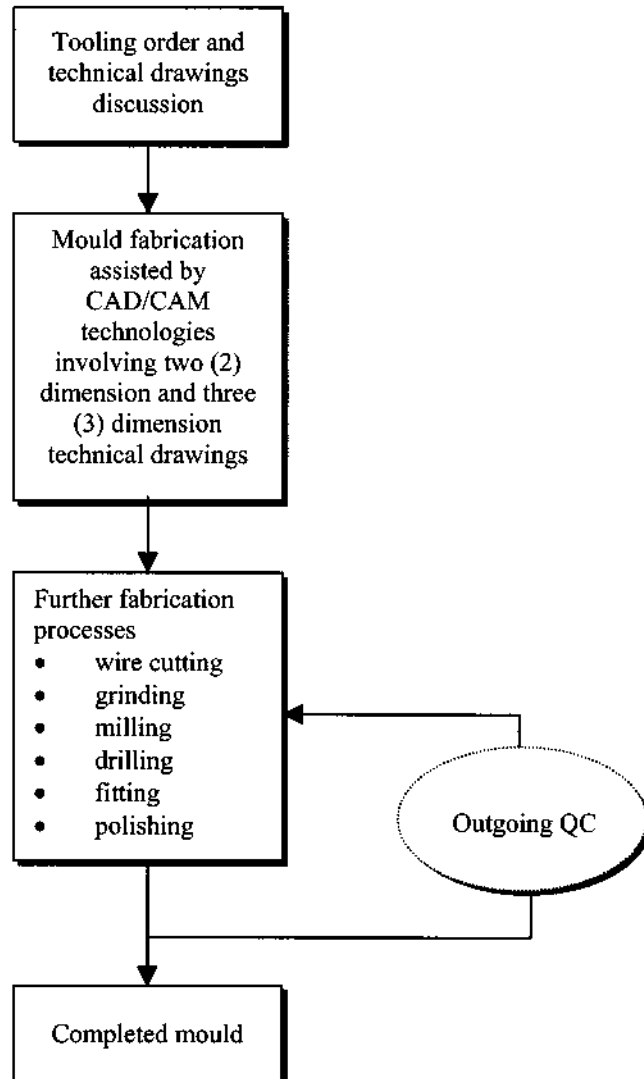 Tooling order and
technical drawings
discussion
Mould fabrication
assisted by
CAD/CAM
technologies
involving two (2)
dimension and three
(3) dimension
technical drawings
Further fabrication
processes
• wire cutting
• grinding
• milling
• drilling
• fitting
• polishing
Outgoing QC
Completed mould